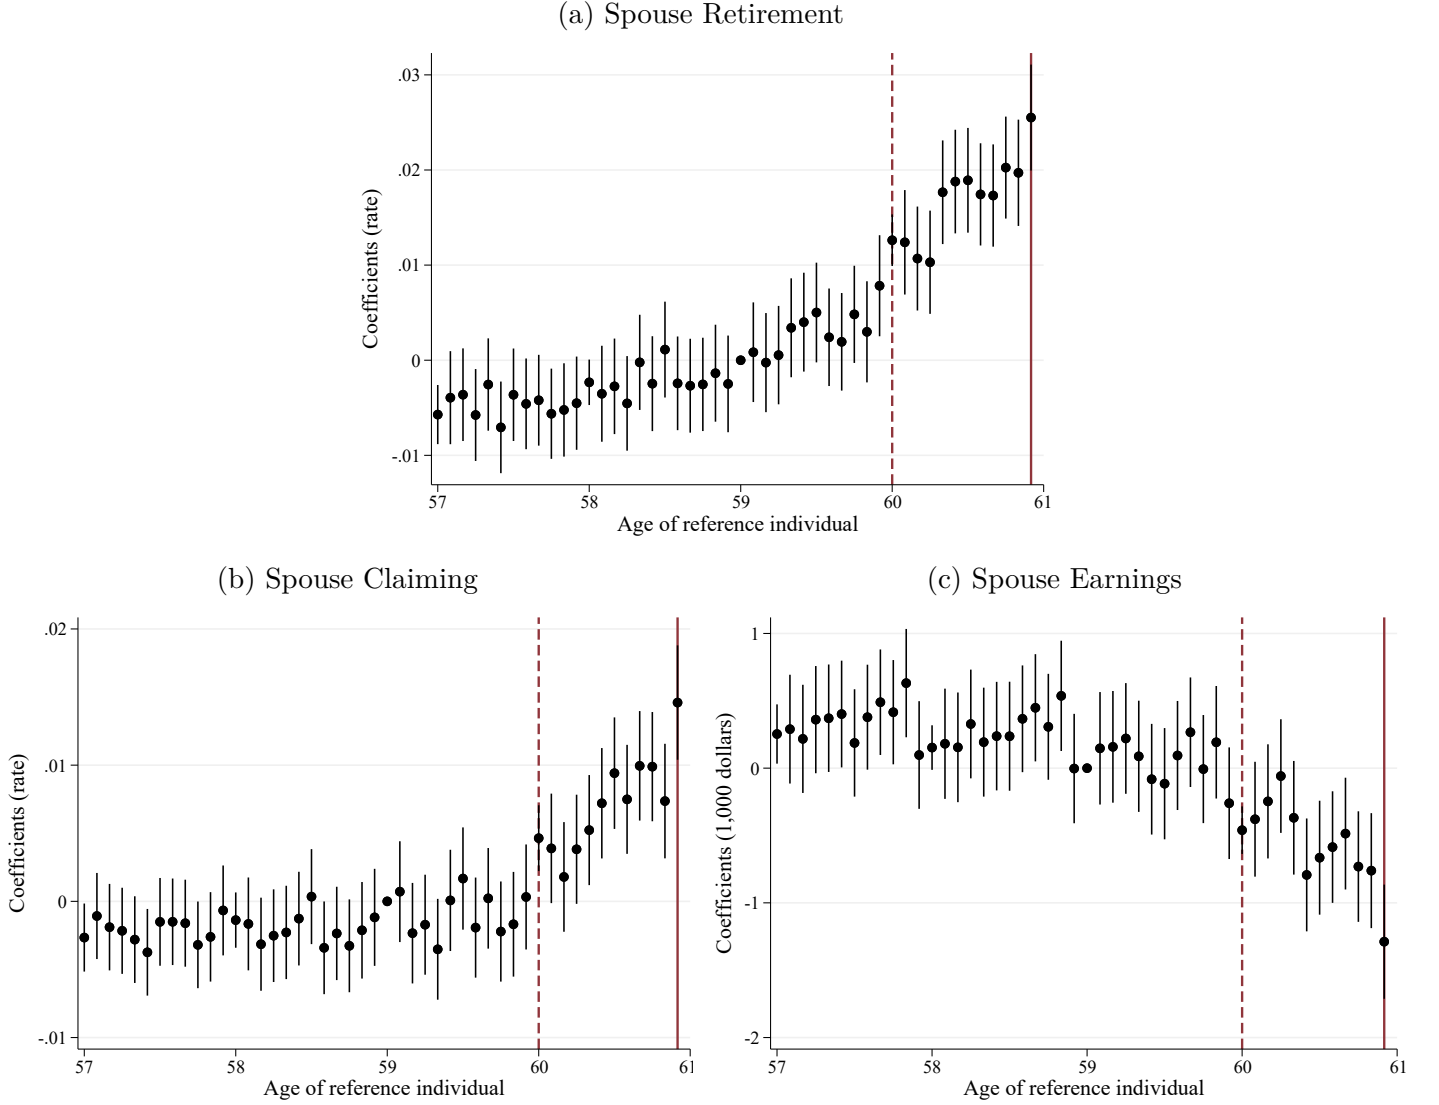 (a) Spouse Retirement
.03
.02
.01
0
-.01
Coefficients (rate)
57 58 59 60 61
Age of reference individual
(b) Spouse Claiming
.02
.01
0
-.01
Coefficients (rate)
57 58 59 60 61
Age of reference individual
(c) Spouse Earnings
1
0
-1
-2
Coefficients (1,000 dollars)
57 58 59 60 61
Age of reference individual